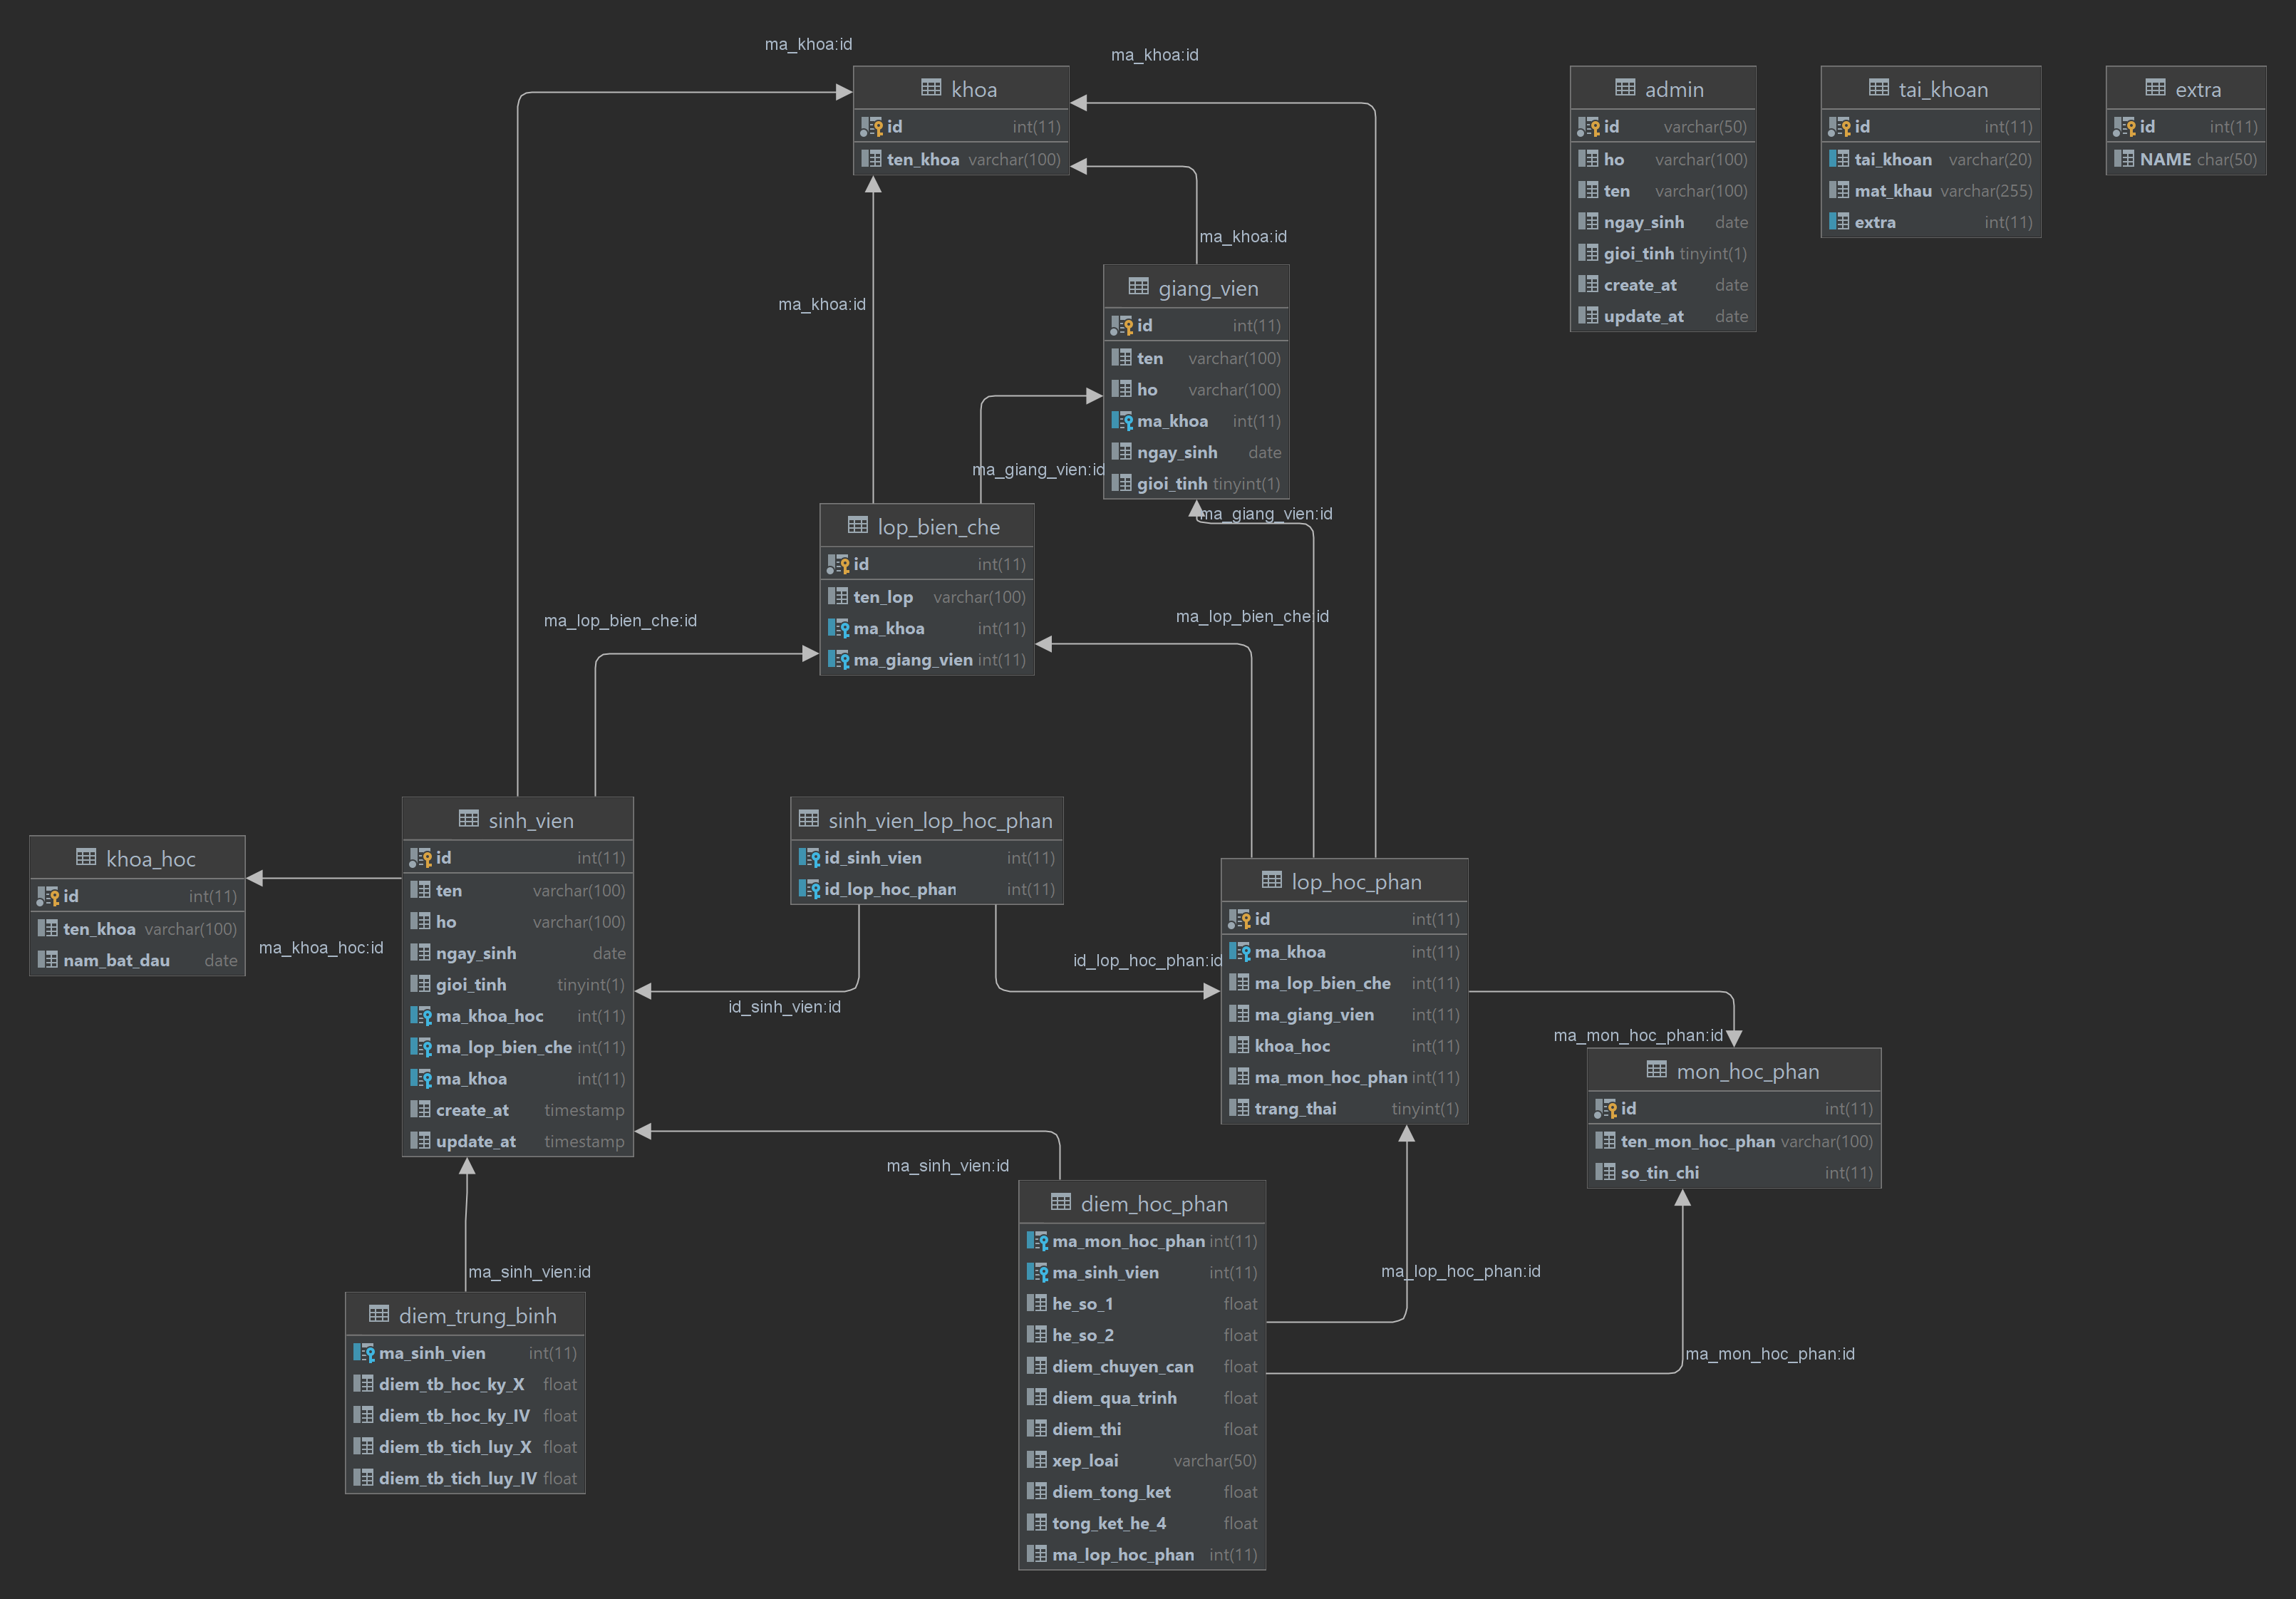 ma_khoa:id
ma_khoa:id
khoa
id int(11)
ten_khoa varchar(100)
admin
id varchar(50)
ho varchar(100)
ten varchar(100)
ngay_sinh date
gioi_tinh tinyint(1)
create_at date
update_at date
tai_khoan
id int(11)
tai_khoan varchar(20)
mat_khau varchar(255)
extra int(11)
extra
id int(11)
NAME char(50)
ma_khoa:id
ma_khoa:id
giang_vien
id int(11)
ten varchar(100)
ho varchar(100)
ma_khoa int(11)
ngay_sinh date
gioi_tinh tinyint(1)
ma_giang_vien:id
ma_giang_vien:id
lop_bien_che
id int(11)
ten_lop varchar(100)
ma_khoa int(11)
ma_giang_vien int(11)
ma_lop_bien_che:id
ma_lop_bien_che:id
khoa_hoc
id int(11)
ten_khoa varchar(100)
nam_bat_dau date
ma_khoa_hoc:id
sinh_vien
id int(11)
ten varchar(100)
ho varchar(100)
ngay_sinh date
gioi_tinh tinyint(1)
ma_khoa_hoc int(11)
ma_lop_bien_che int(11)
ma_khoa int(11)
create_at timestamp
update_at timestamp
sinh_vien_lop_hoc_phan
id_sinh_vien int(11)
id_lop_hoc_phan int(11)
id_sinh_vien:id
id_lop_hoc_phan:id
lop_hoc_phan
id int(11)
ma_khoa int(11)
ma_lop_bien_che int(11)
ma_giang_vien int(11)
khoa_hoc int(11)
ma_mon_hoc_phan int(11)
trang_thai tinyint(1)
ma_mon_hoc_phan:id
mon_hoc_phan
id int(11)
ten_mon_hoc_phan varchar(100)
so_tin_chi int(11)
ma_sinh_vien:id
ma_sinh_vien:id
diem_trung_binh
ma_sinh_vien int(11)
diem_tb_hoc_ky_X float
diem_tb_hoc_ky_IV float
diem_tb_tich_luy_X float
diem_tb_tich_luy_IV float
diem_hoc_phan
ma_mon_hoc_phan int(11)
ma_sinh_vien int(11)
he_so_1 float
he_so_2 float
diem_chuyen_can float
diem_qua_trinh float
diem_thi float
xep_loai varchar(50)
diem_tong_ket float
tong_ket_he_4 float
ma_lop_hoc_phan int(11)
ma_lop_hoc_phan:id
ma_mon_hoc_phan:id